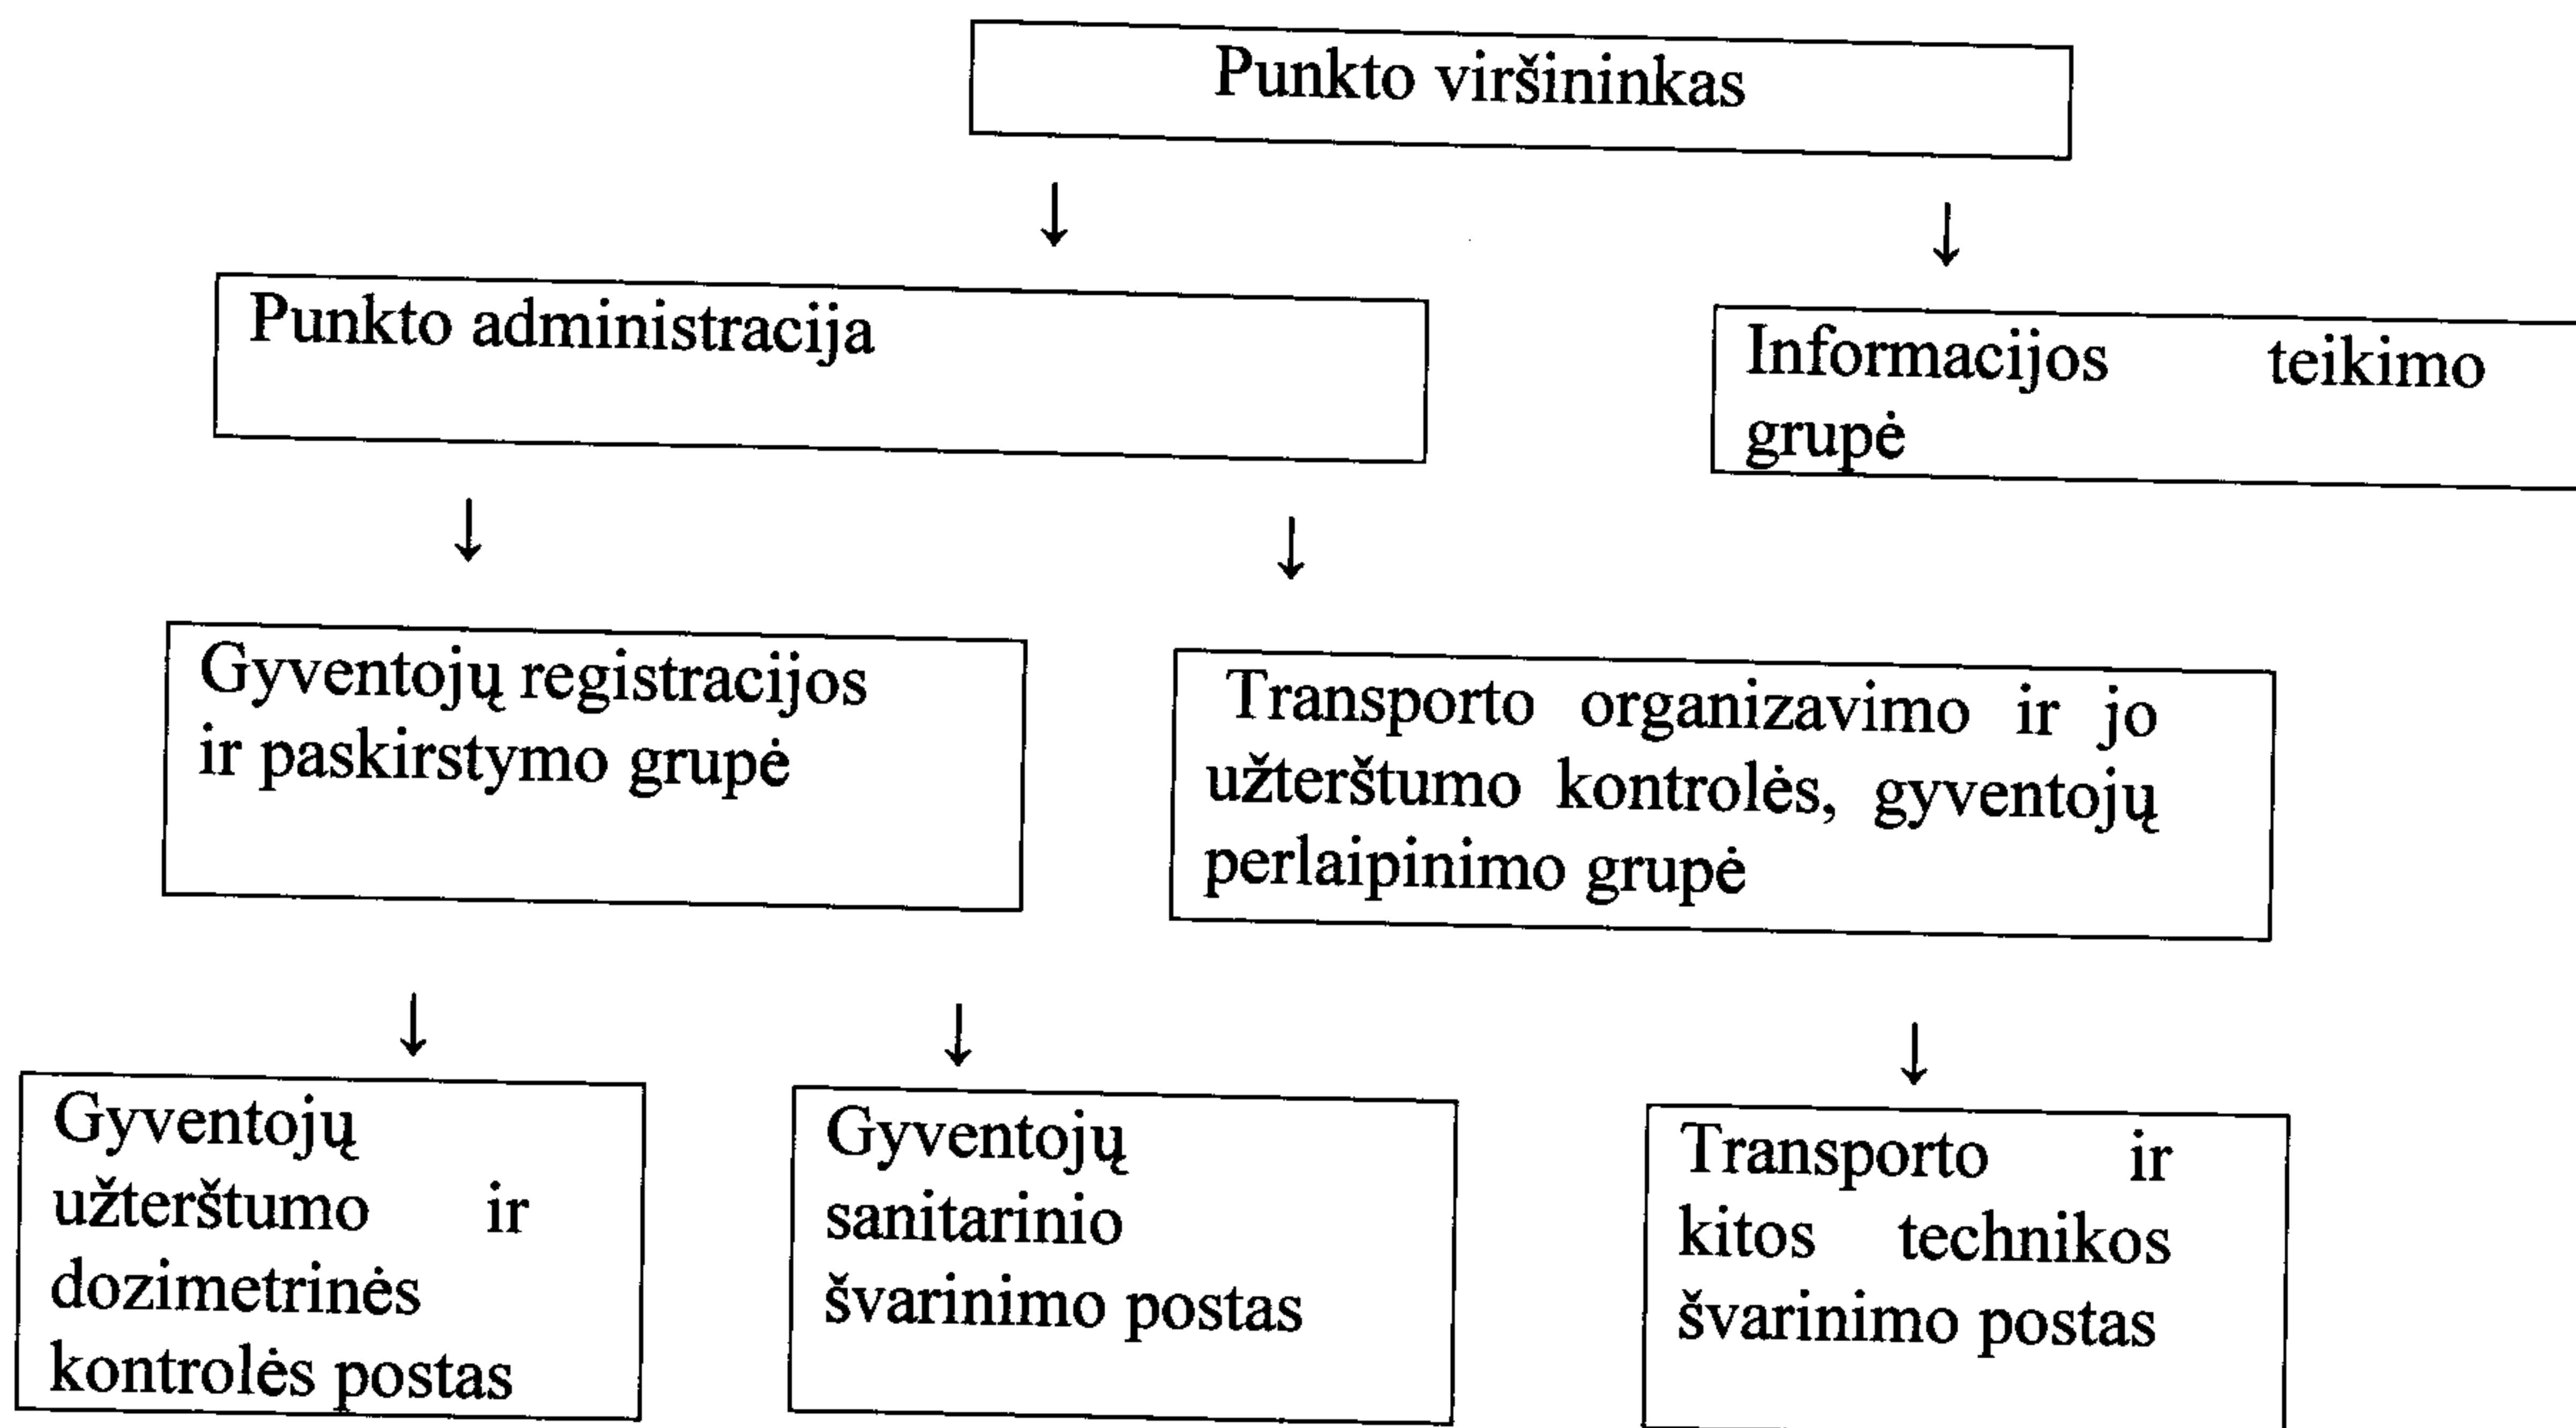 Punkto viršininkas
Punkto administracija
Informacijos teikimo
grupė
Gyventojų registracijos
ir paskirstymo grupė
Transporto organizavimo ir jo
užterštumo kontrolės, gyventojų
perlaipinimo grupė
Gyventojų
užterštumo ir
dozimetrinės
kontrolės postas
Gyventojų
sanitarinio
švarinimo postas
Transporto ir
kitos technikos
švarinimo postas